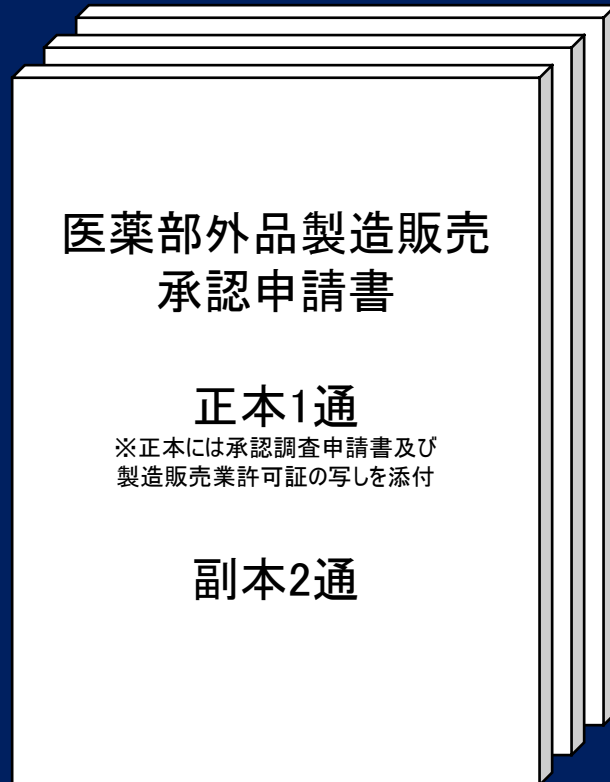 医薬部外品製造販売
承認申請書
正本1通
※正本には承認調査申請書及び
製造販売業許可証の写しを添付
副本2通